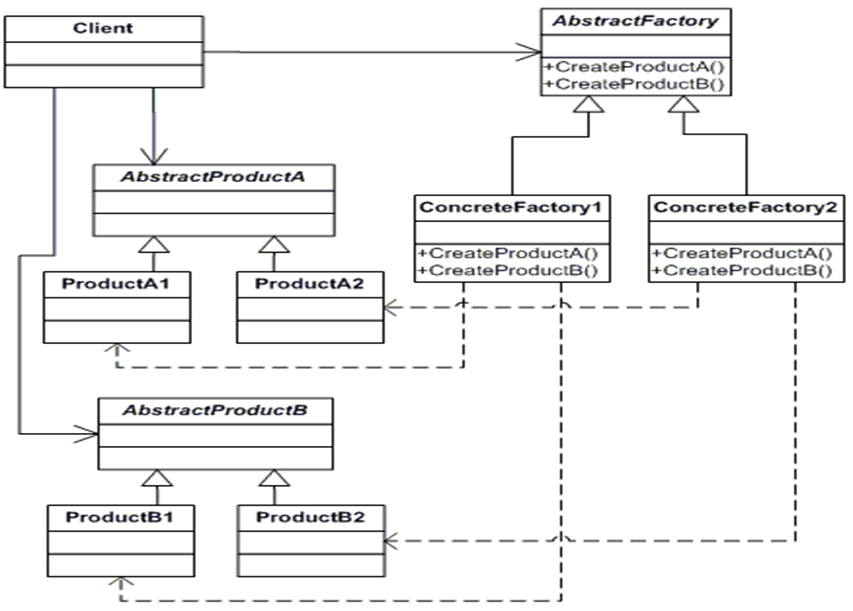 Client
AbstractFactory
+CreateProductA()
+CreateProductB()
AbstractProductA
ConcreteFactory1
+CreateProductA()
+CreateProductB()
ConcreteFactory2
+CreateProductA()
+CreateProductB()
ProductA1
ProductA2
AbstractProductB
ProductB1
ProductB2